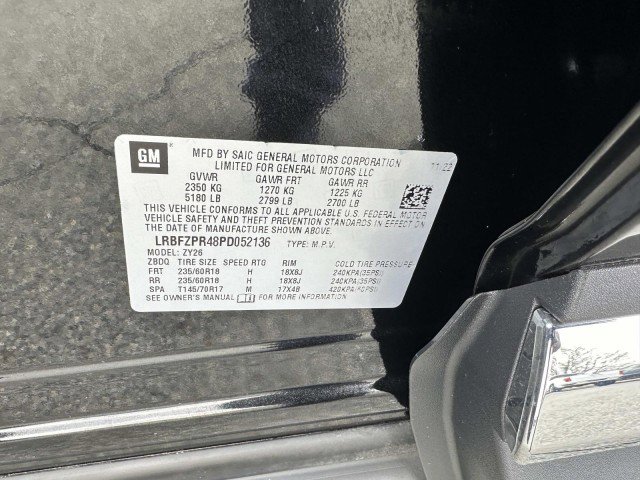 GM
MFD BY SAIC GENERAL MOTORS CORPORATION 11/22
LIMITED FOR GENERAL MOTORS LLC
GVWR GAWR FRT GAWR RR
2350 KG 1270 KG 1225 KG
5180 LB 2799 LB 2700 LB
THIS VEHICLE CONFORMS TO ALL APPLICABLE U.S. FEDERAL MOTOR
VEHICLE SAFETY AND THEFT PREVENTION STANDARDS IN EFFECT ON
THE DATE OF MANUFACTURE SHOWN ABOVE.
LRBFZPR48PD052136 TYPE: M.P.V.
MODEL: ZY26
ZBDQ TIRE SIZE SPEED RTG RIM COLD TIRE PRESSURE
FRT 235/60R18 H 18X8J 240KPA(35PSI)
RR 235/60R18 H 18X8J 240KPA(35PSI)
SPA T145/70R17 M 17X4B 420KPA(60PSI)
SEE OWNER'S MANUAL FOR MORE INFORMATION